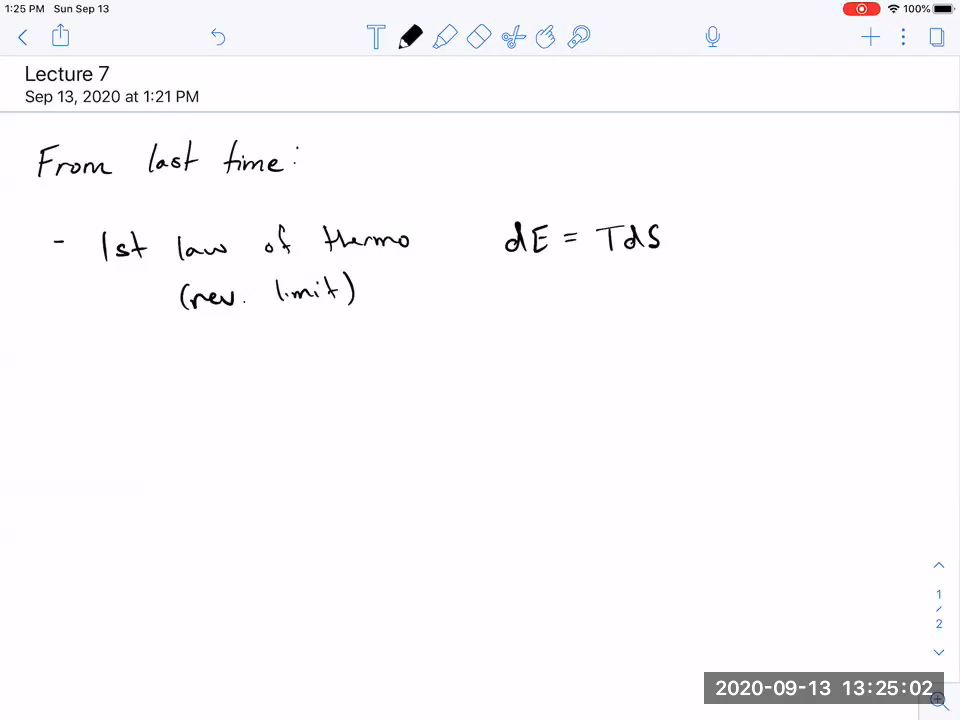 1:25 PM Sun Sep 13 100%
Lecture 7
Sep 13, 2020 at 1:21 PM
From last time:
- 1st law of thermo dE = TdS
(rev. limit)
1
/
2
2020-09-13 13:25:02